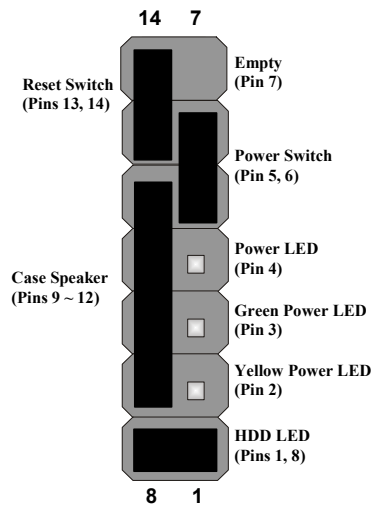 14 7
Empty
(Pin 7)
Reset Switch
(Pins 13, 14)
Power Switch
(Pin 5, 6)
Power LED
(Pin 4)
Case Speaker
(Pins 9 ~ 12)
Green Power LED
(Pin 3)
Yellow Power LED
(Pin 2)
HDD LED
(Pins 1, 8)
8 1